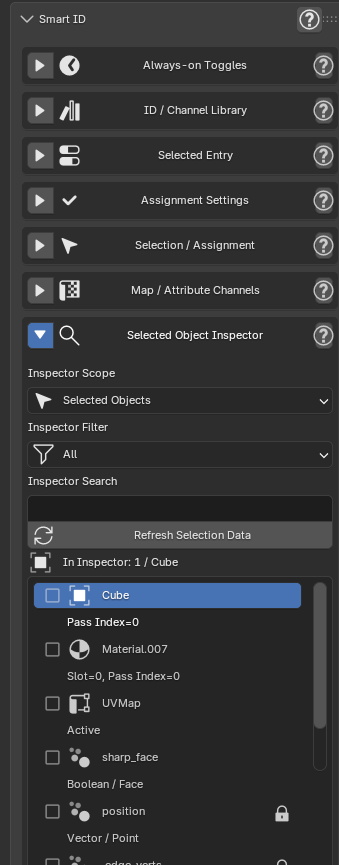 Smart ID
Always-on Toggles
ID / Channel Library
Selected Entry
Assignment Settings
Selection / Assignment
Map / Attribute Channels
Selected Object Inspector
Inspector Scope
Selected Objects
Inspector Filter
All
Inspector Search
Refresh Selection Data
In Inspector: 1 / Cube
Cube
Pass Index=0
Material.007
Slot=0, Pass Index=0
UVMap
Active
sharp_face
Boolean / Face
position
Vector / Point
.edge_verts